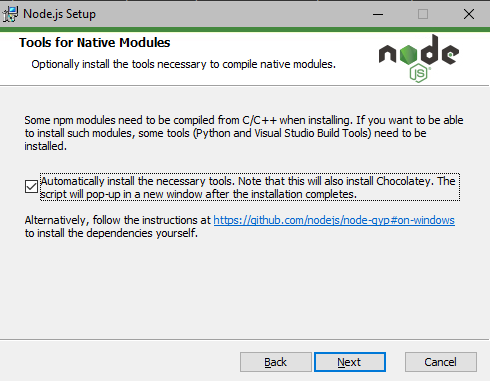 Node.js Setup
Tools for Native Modules
Optionally install the tools necessary to compile native modules.
node
JS
Some npm modules need to be compiled from C/C++ when installing. If you want to be able
to install such modules, some tools (Python and Visual Studio Build Tools) need to be
installed.
Automatically install the necessary tools. Note that this will also install Chocolatey. The
script will pop-up in a new window after the installation completes.
Alternatively, follow the instructions at https://github.com/nodejs/node-gyp#on-windows
to install the dependencies yourself.
Back Next Cancel